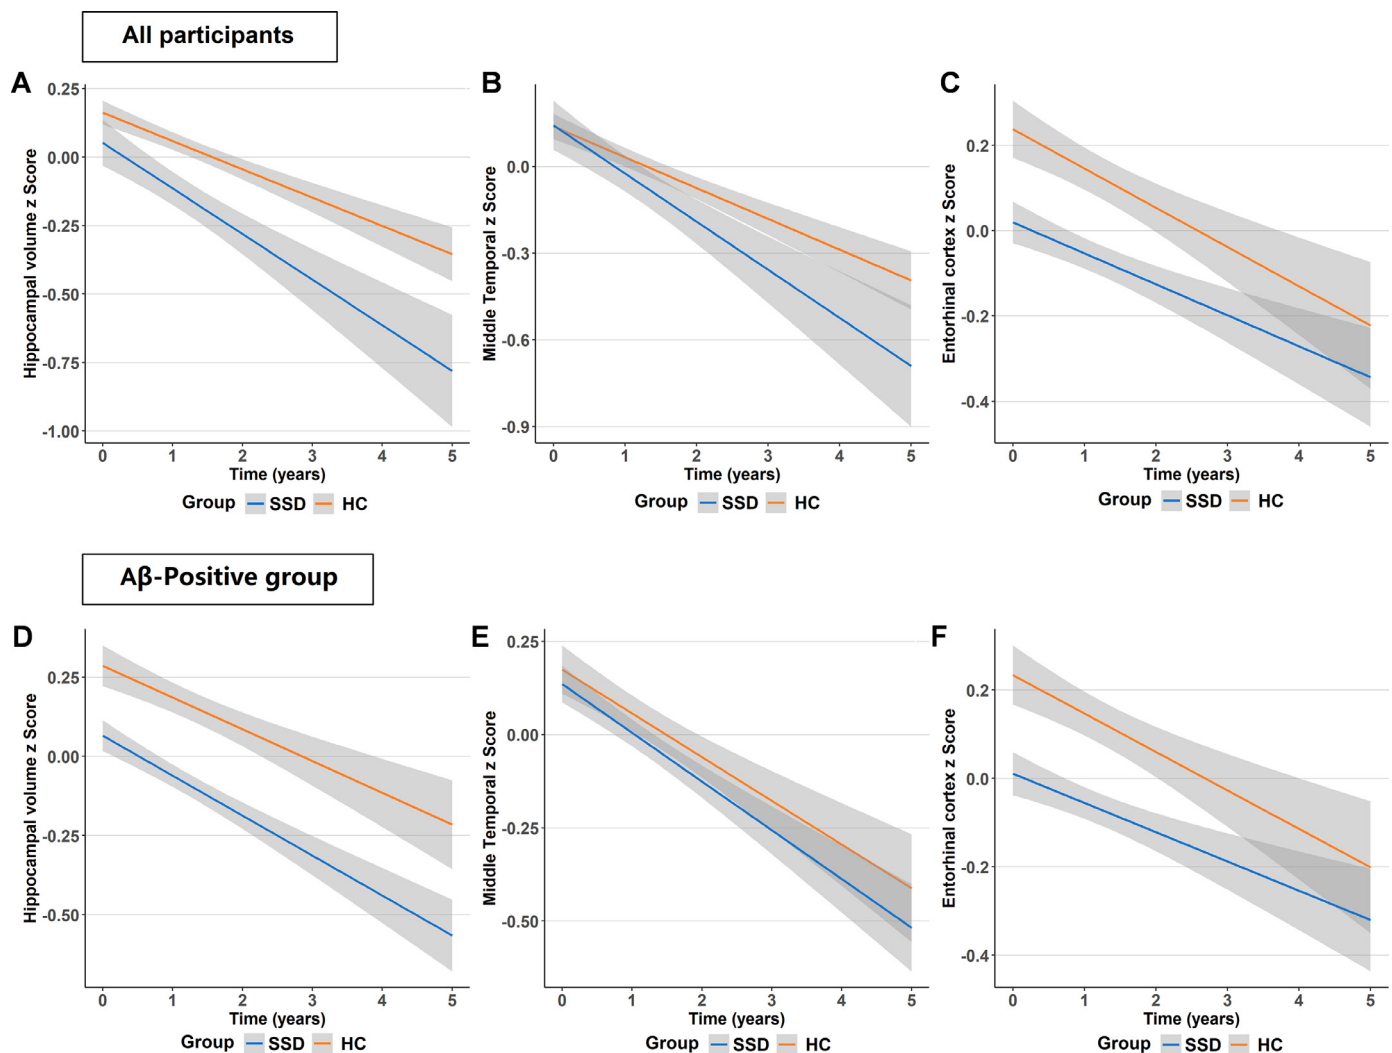 All participants
A
B
C
0.25
0.00
-0.25
-0.50
-0.75
-1.00
Hippocampal volume z Score
0 1 2 3 4 5
Time (years)
Group SSD HC
0.0
-0.3
-0.6
-0.9
Middle Temporal z Score
0 1 2 3 4 5
Time (years)
Group SSD HC
0.2
0.0
-0.2
-0.4
Entorhinal cortex z Score
0 1 2 3 4 5
Time (years)
Group SSD HC
Aβ-Positive group
D
E
F
0.25
0.00
-0.25
-0.50
Hippocampal volume z Score
0 1 2 3 4 5
Time (years)
Group SSD HC
0.25
0.00
-0.25
-0.50
Middle Temporal z Score
0 1 2 3 4 5
Time (years)
Group SSD HC
0.2
0.0
-0.2
-0.4
Entorhinal cortex z Score
0 1 2 3 4 5
Time (years)
Group SSD HC